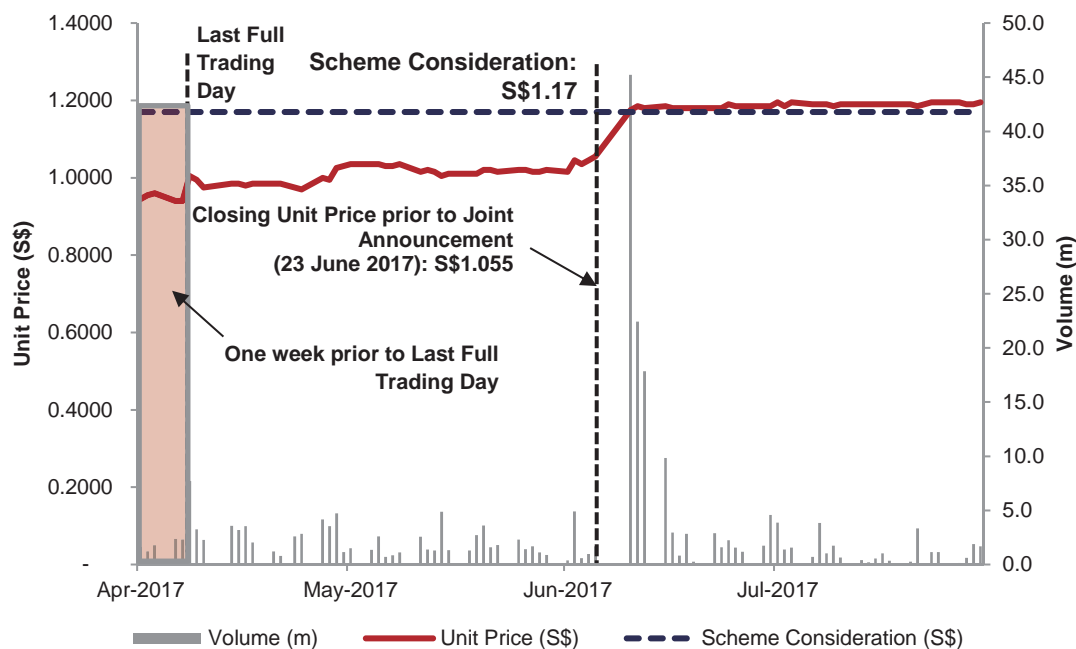 1.4000
1.2000
1.0000
0.8000
0.6000
0.4000
0.2000
-
Unit Price (S$)
Last Full
Trading
Day
Scheme Consideration:
S$1.17
Closing Unit Price prior to Joint
Announcement
(23 June 2017): S$1.055
One week prior to Last Full
Trading Day
50.0
45.0
40.0
35.0
30.0
25.0
20.0
15.0
10.0
5.0
0.0
Volume (m)
Apr-2017 May-2017 Jun-2017 Jul-2017
Volume (m) Unit Price (S$) Scheme Consideration (S$)